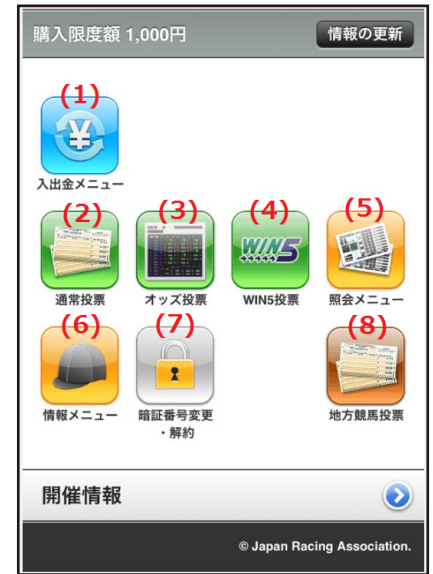 購入限度額 1,000円
情報の更新
(1)
¥
入出金メニュー
(2) (3) (4) (5)
WIN5
通常投票 オッズ投票 WIN5投票 照会メニュー
(6) (7) (8)
情報メニュー 暗証番号変更 地方競馬投票
・解約
開催情報
© Japan Racing Association.